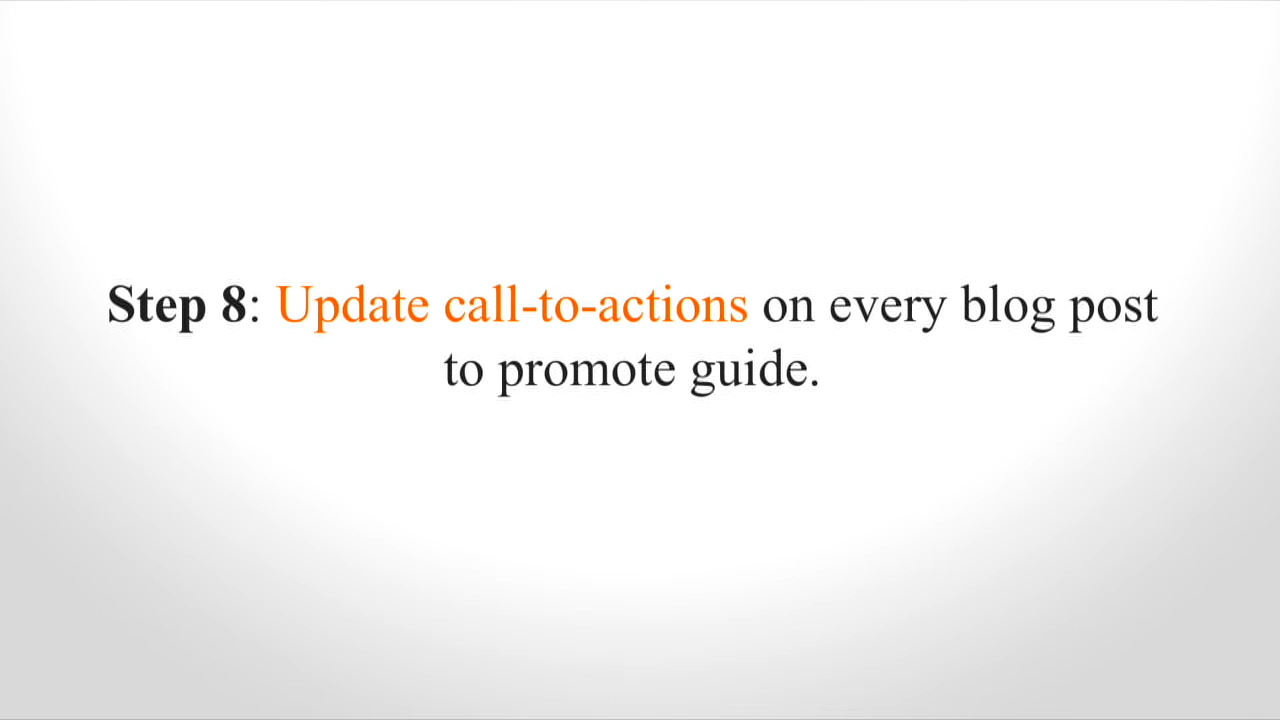 Step 8: Update call-to-actions on every blog post
to promote guide.